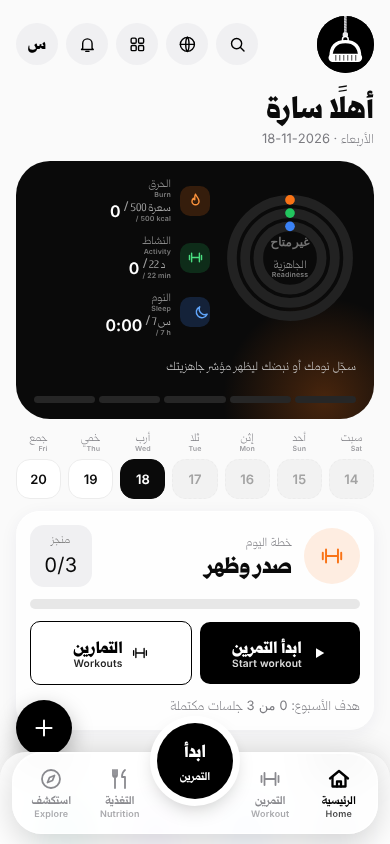 س
أهلًا سارة
الأربعاء · 2026-11-18
غير متاح
الجاهزية
Readiness
الحرق
Burn
0 / 500 سعرة
/ 500 kcal
النشاط
Activity
0 / 22 د
/ 22 min
النوم
Sleep
0:00 / 7 س
/ 7 h
سجّل نومك أو نبضك ليظهر مؤشر جاهزيتك
سبت أحد إثن ثلا أرب خمي جمع
Sat Sun Mon Tue Wed Thu Fri
14 15 16 17 18 19 20
خطة اليوم
صدر وظهر
منجز
0/3
ابدأ التمرين
Start workout
التمارين
Workouts
هدف الأسبوع: 0 من 3 جلسات مكتملة
الرئيسية
Home
التمرين
Workout
ابدأ
التمرين
التغذية
Nutrition
استكشف
Explore